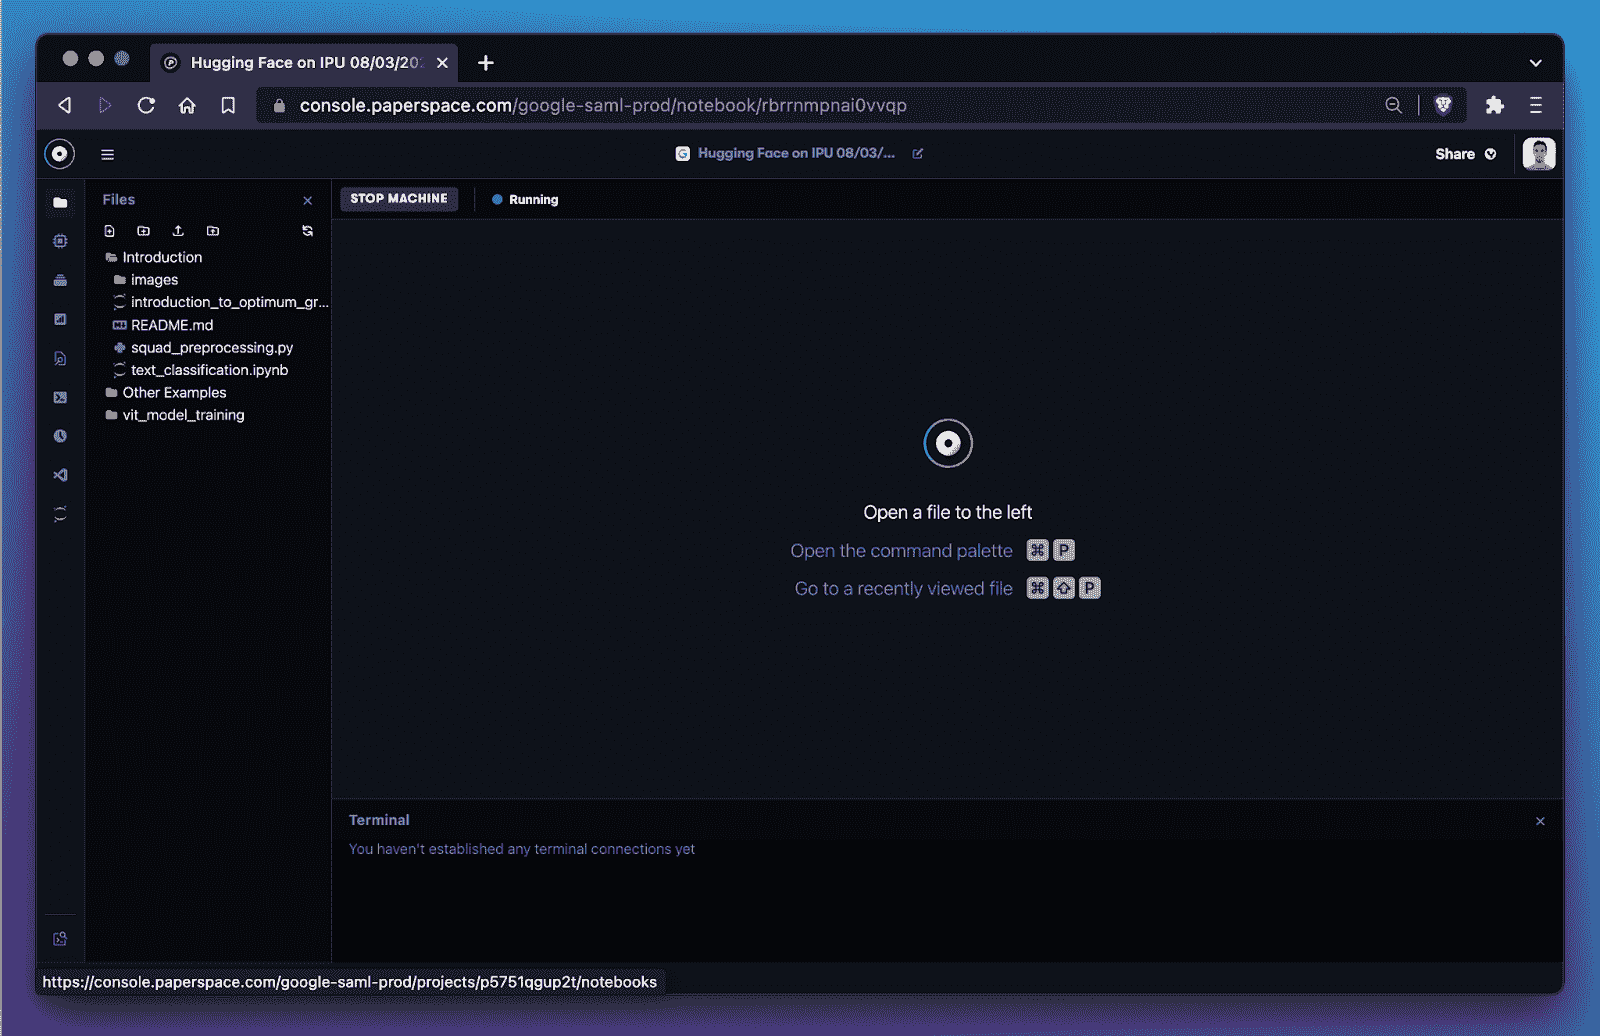 Hugging Face on IPU 08/03/20
console.paperspace.com/google-saml-prod/notebook/rbrrnmpnai0vvqp
Hugging Face on IPU 08/03/...
Share
Files
STOP MACHINE
Running
Introduction
images
introduction_to_optimum_gr...
README.md
squad_preprocessing.py
text_classification.ipynb
Other Examples
vit_model_training
Open a file to the left
Open the command palette ⌘ P
Go to a recently viewed file ⌘ ⇧ P
Terminal
You haven't established any terminal connections yet
https://console.paperspace.com/google-saml-prod/projects/p5751qgup2t/notebooks